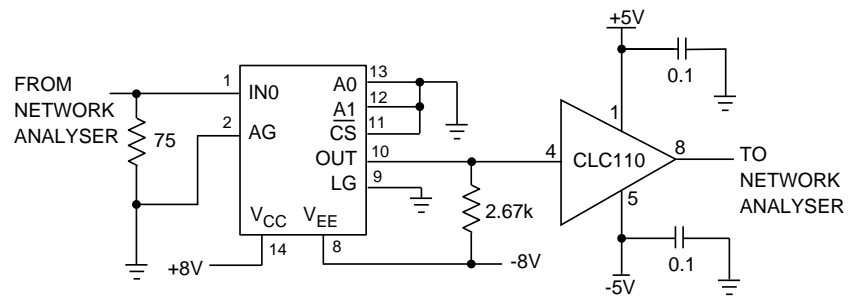 +5V
0.1
FROM
NETWORK
ANALYSER
1
IN0
A0
13
A1
12
CS
11
2
AG
75
OUT
10
LG
9
VCC
VEE
14
8
+8V
-8V
2.67k
4
CLC110
1
8
5
TO
NETWORK
ANALYSER
0.1
-5V